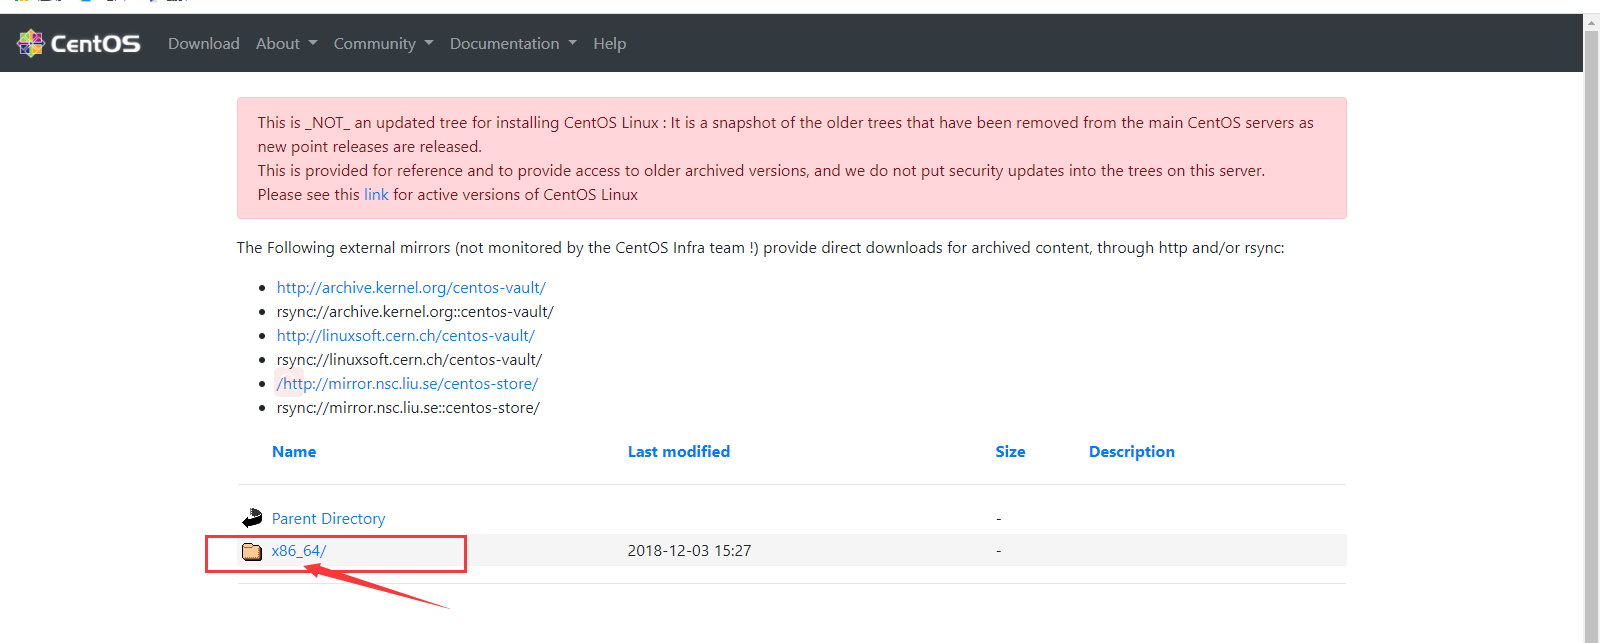 CentOS Download About Community Documentation Help
This is _NOT_ an updated tree for installing CentOS Linux : It is a snapshot of the older trees that have been removed from the main CentOS servers as
new point releases are released.
This is provided for reference and to provide access to older archived versions, and we do not put security updates into the trees on this server.
Please see this link for active versions of CentOS Linux
The Following external mirrors (not monitored by the CentOS Infra team !) provide direct downloads for archived content, through http and/or rsync:
http://archive.kernel.org/centos-vault/
rsync://archive.kernel.org::centos-vault/
http://linuxsoft.cern.ch/centos-vault/
rsync://linuxsoft.cern.ch/centos-vault/
/http://mirror.nsc.liu.se/centos-store/
rsync://mirror.nsc.liu.se::centos-store/
Name Last modified Size Description
Parent Directory -
x86_64/ 2018-12-03 15:27 -